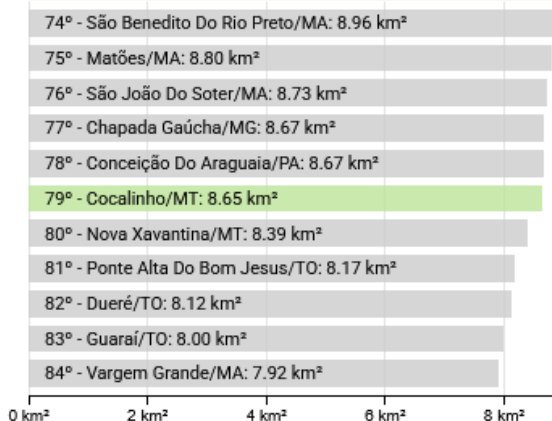 74º - São Benedito Do Rio Preto/MA: 8.96 km²
75º - Matões/MA: 8.80 km²
76º - São João Do Soter/MA: 8.73 km²
77º - Chapada Gaúcha/MG: 8.67 km²
78º - Conceição Do Araguaia/PA: 8.67 km²
79º - Cocalinho/MT: 8.65 km²
80º - Nova Xavantina/MT: 8.39 km²
81º - Ponte Alta Do Bom Jesus/TO: 8.17 km²
82º - Dueré/TO: 8.12 km²
83º - Guaraí/TO: 8.00 km²
84º - Vargem Grande/MA: 7.92 km²
0 km² 2 km² 4 km² 6 km² 8 km²